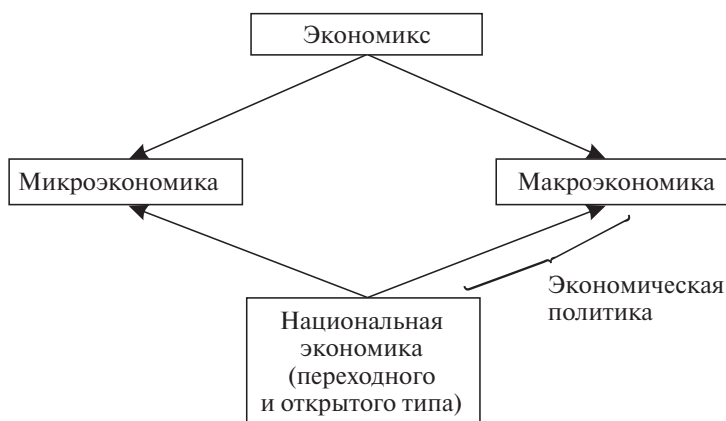 Экономикс
Микроэкономика
Макроэкономика
Экономическая
политика
Национальная
экономика
(переходного
и открытого типа)